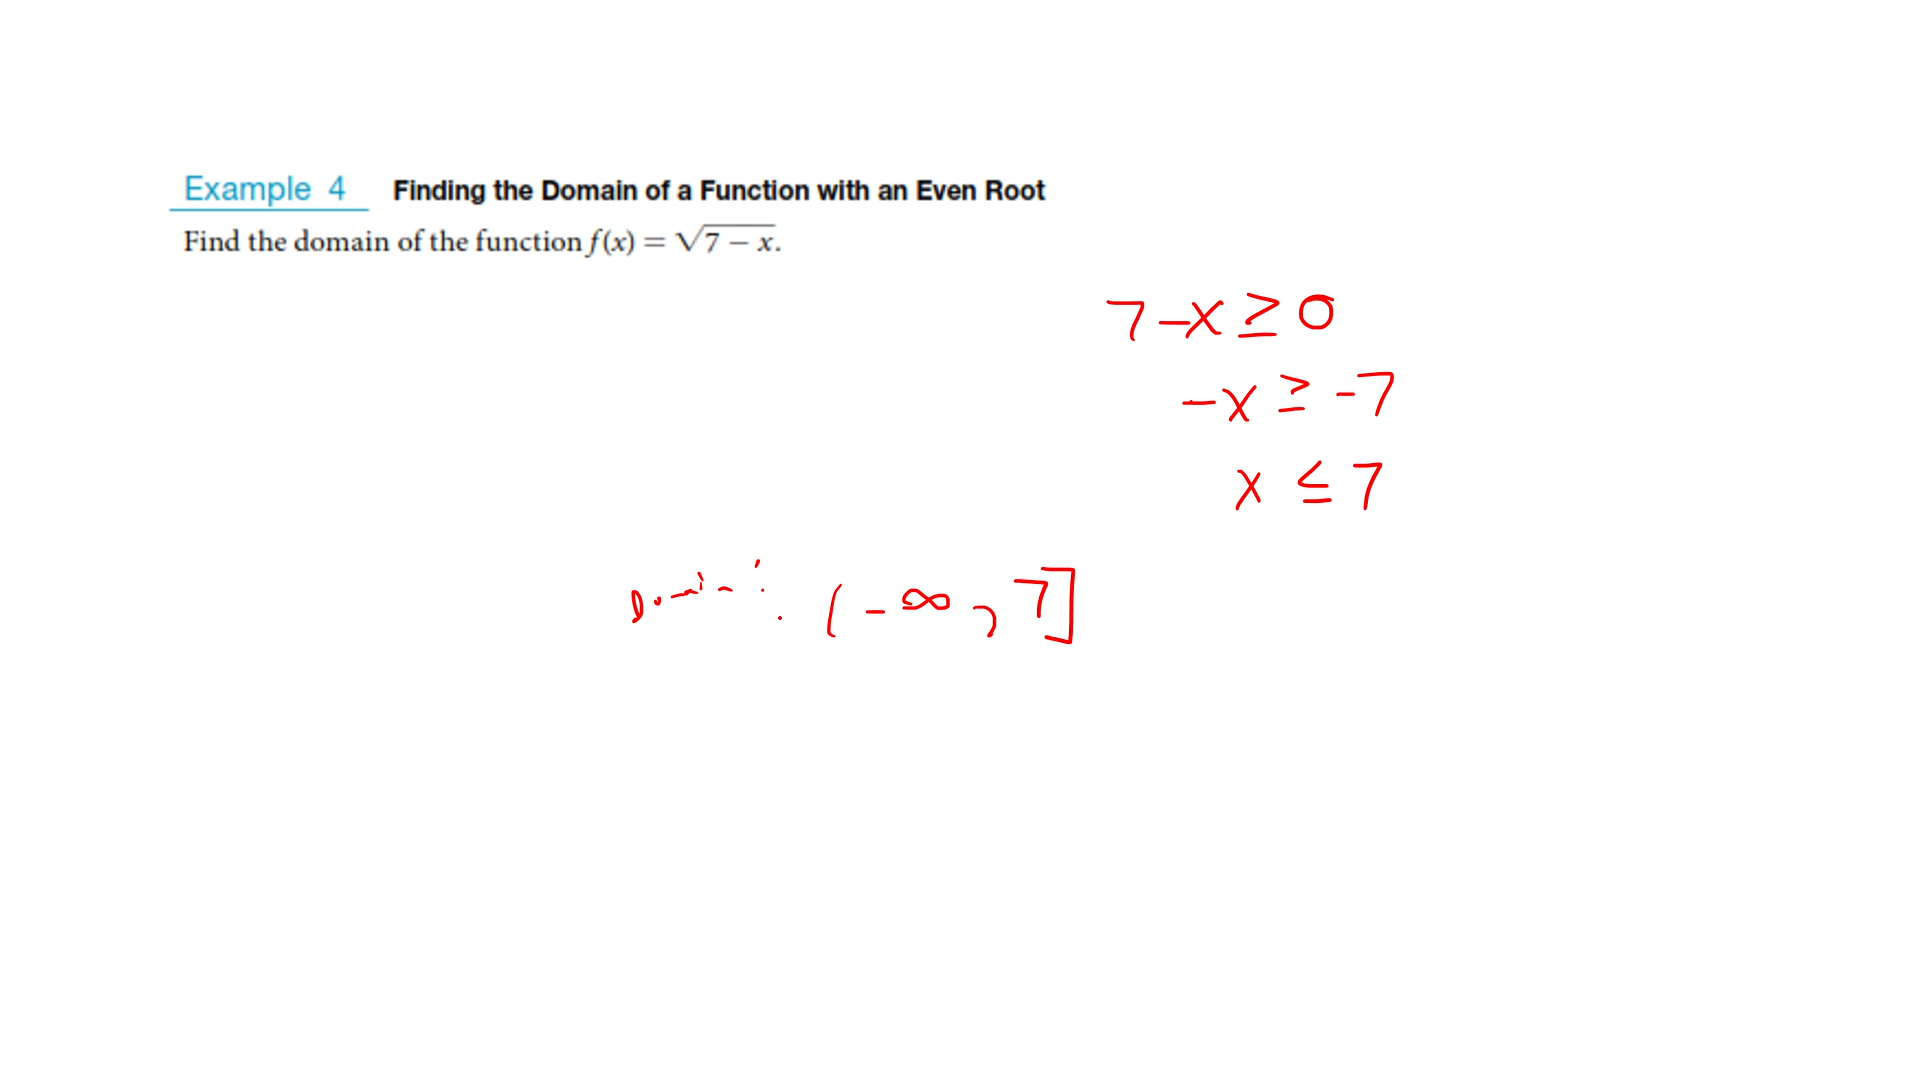 Example 4 Finding the Domain of a Function with an Even Root
Find the domain of the function f(x) = √7 − x.
7 - x ≥ 0
-x ≥ -7
x ≤ 7
Domain: (-∞, 7]